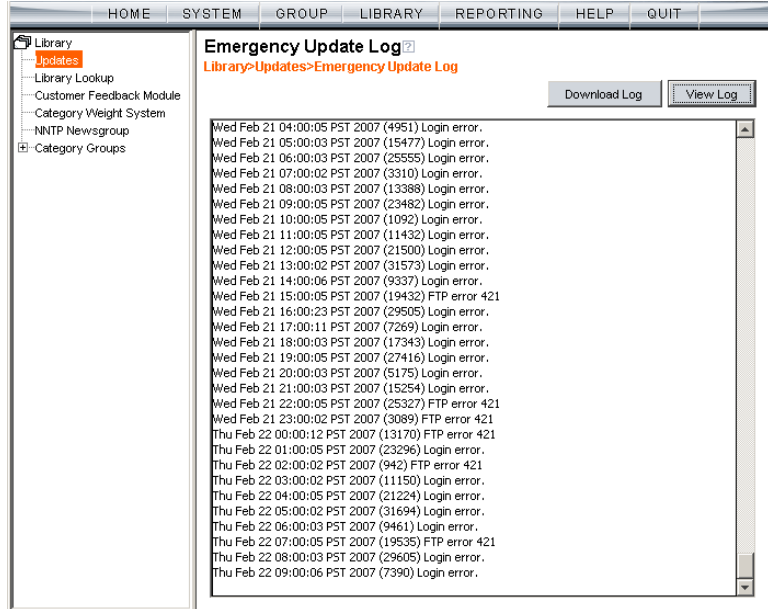 HOME SYSTEM GROUP LIBRARY REPORTING HELP QUIT
Library
Updates
Library Lookup
Customer Feedback Module
Category Weight System
NNTP Newsgroup
Category Groups
Emergency Update Log?
Library>Updates>Emergency Update Log
Download Log View Log
Wed Feb 21 04:00:05 PST 2007 (4951) Login error.
Wed Feb 21 05:00:03 PST 2007 (15477) Login error.
Wed Feb 21 06:00:03 PST 2007 (25555) Login error.
Wed Feb 21 07:00:02 PST 2007 (3310) Login error.
Wed Feb 21 08:00:03 PST 2007 (13388) Login error.
Wed Feb 21 09:00:05 PST 2007 (23482) Login error.
Wed Feb 21 10:00:05 PST 2007 (1092) Login error.
Wed Feb 21 11:00:05 PST 2007 (11432) Login error.
Wed Feb 21 12:00:05 PST 2007 (21500) Login error.
Wed Feb 21 13:00:02 PST 2007 (31573) Login error.
Wed Feb 21 14:00:06 PST 2007 (9337) Login error.
Wed Feb 21 15:00:05 PST 2007 (19432) FTP error 421
Wed Feb 21 16:00:23 PST 2007 (29505) Login error.
Wed Feb 21 17:00:11 PST 2007 (7269) Login error.
Wed Feb 21 18:00:03 PST 2007 (17343) Login error.
Wed Feb 21 19:00:05 PST 2007 (27416) Login error.
Wed Feb 21 20:00:03 PST 2007 (5175) Login error.
Wed Feb 21 21:00:03 PST 2007 (15254) Login error.
Wed Feb 21 22:00:05 PST 2007 (25327) FTP error 421
Wed Feb 21 23:00:02 PST 2007 (3089) FTP error 421
Thu Feb 22 00:00:12 PST 2007 (13170) FTP error 421
Thu Feb 22 01:00:05 PST 2007 (23296) Login error.
Thu Feb 22 02:00:02 PST 2007 (942) FTP error 421
Thu Feb 22 03:00:02 PST 2007 (11150) Login error.
Thu Feb 22 04:00:05 PST 2007 (21224) Login error.
Thu Feb 22 05:00:02 PST 2007 (31694) Login error.
Thu Feb 22 06:00:03 PST 2007 (9461) Login error.
Thu Feb 22 07:00:05 PST 2007 (19535) FTP error 421
Thu Feb 22 08:00:03 PST 2007 (29605) Login error.
Thu Feb 22 09:00:06 PST 2007 (7390) Login error.